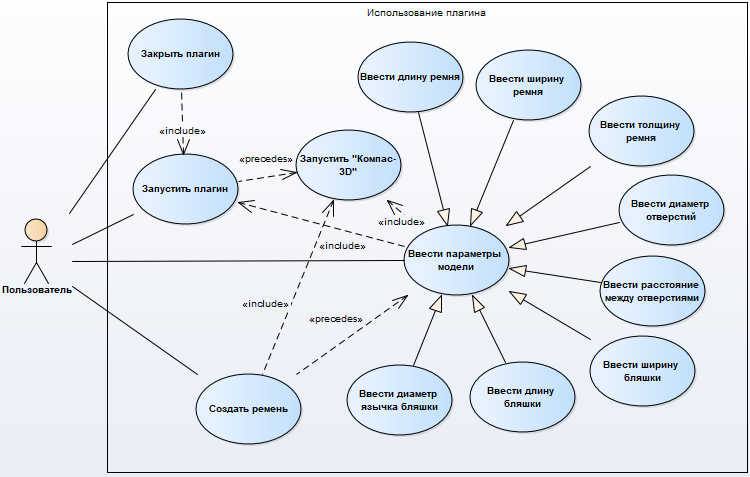 Использование плагина
Закрыть плагин
Ввести длину ремня
Ввести ширину
ремня
Ввести толщину
ремня
«include»
«precedes»
Запустить "Компас-
3D"
Запустить плагин
Ввести диаметр
отверстий
«include»
«include»
Ввести параметры
модели
Пользователь
Ввести расстояние
между отверстиями
«include»
«precedes»
Ввести ширину
бляшки
Ввести диаметр
язычка бляшки
Ввести длину
бляшки
Создать ремень